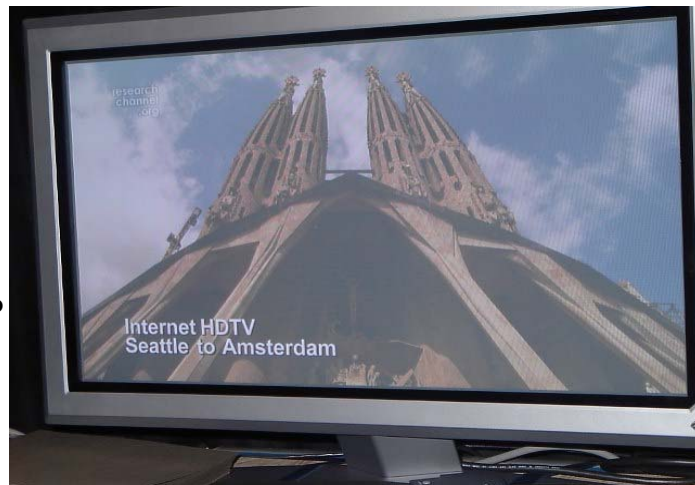 research
channel
.org
Internet HDTV
Seattle to Amsterdam